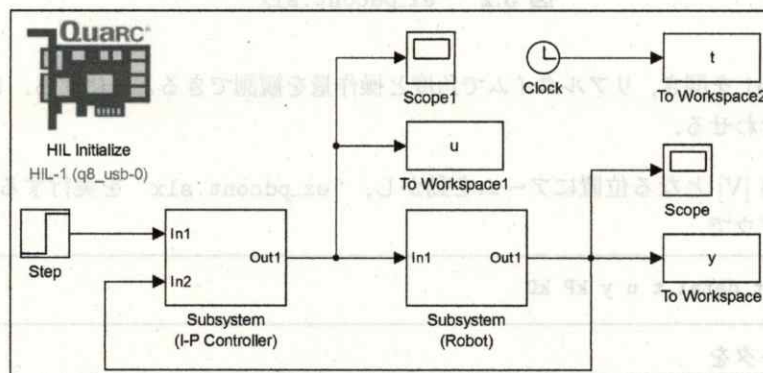 QUARC
HIL Initialize
HIL-1 (q8_usb-0)
Step
In1
In2
Out1
Subsystem
(I-P Controller)
Scope1
u
To Workspace1
In1
Out1
Subsystem
(Robot)
Clock
t
To Workspace2
Scope
y
To Workspace